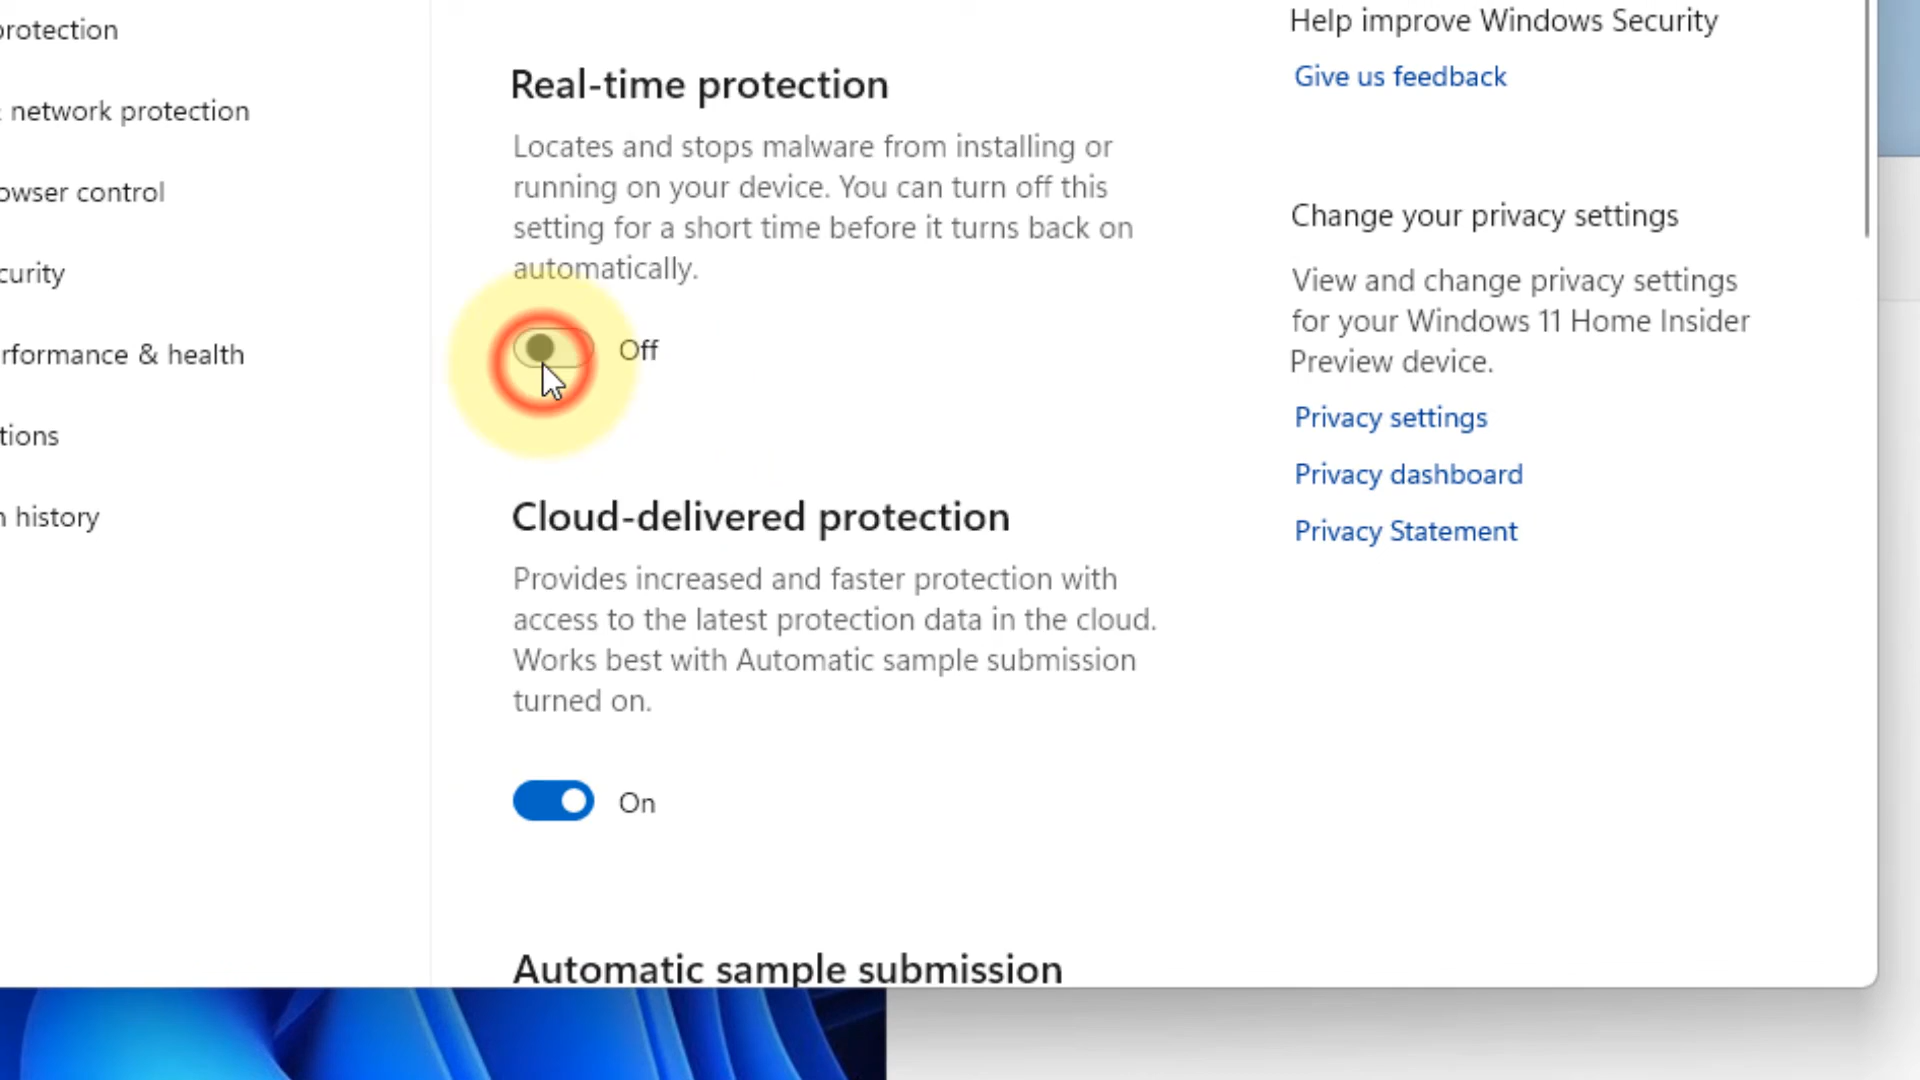 rotection
network protection
owser control
curity
rformance & health
tions
n history
Real-time protection
Locates and stops malware from installing or
running on your device. You can turn off this
setting for a short time before it turns back on
automatically.
Off
Cloud-delivered protection
Provides increased and faster protection with
access to the latest protection data in the cloud.
Works best with Automatic sample submission
turned on.
On
Automatic sample submission
Help improve Windows Security
Give us feedback
Change your privacy settings
View and change privacy settings
for your Windows 11 Home Insider
Preview device.
Privacy settings
Privacy dashboard
Privacy Statement